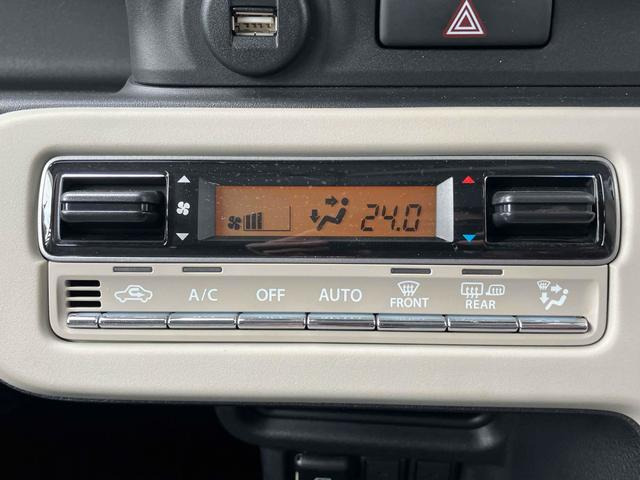 24.0
A/C OFF AUTO FRONT REAR